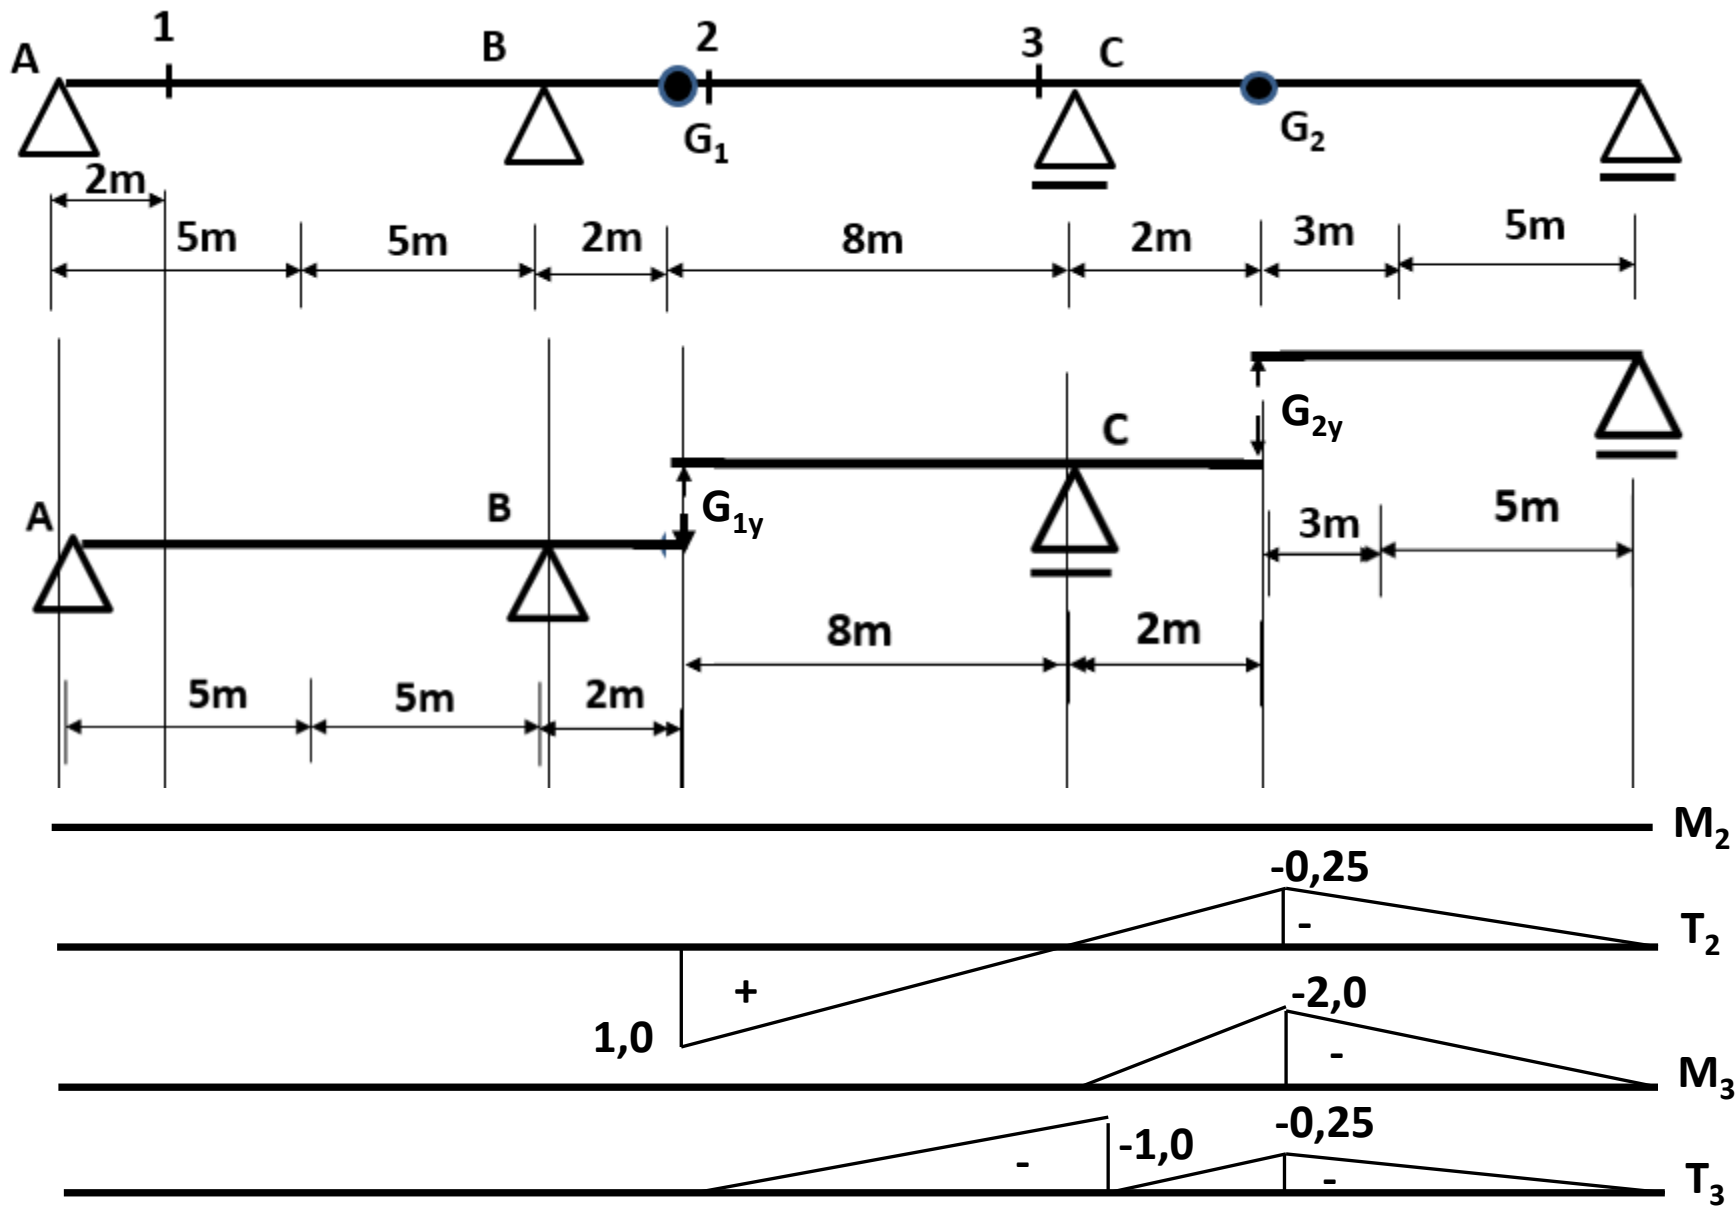 A 1 B 2 3 C
G1 G2
2m
5m 5m 2m 8m 2m 3m 5m
A B G1y C G2y
3m 5m
8m 2m
5m 5m 2m
M2
-0,25
- T2
+
1,0
-2,0
- M3
-0,25
- -1,0
- T3